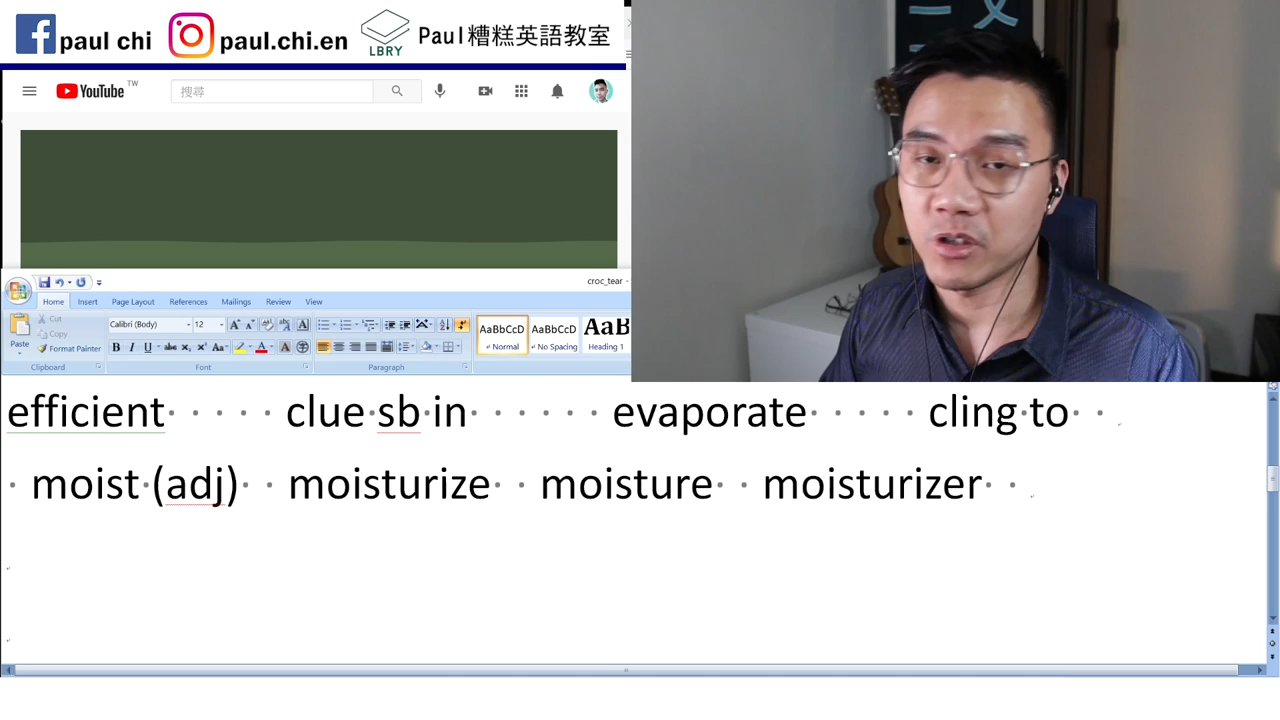 paul chi
paul.chi.en
LBRY
Paul糟糕英語教室
YouTube TW
搜尋
croc_tear -
Home Insert Page Layout References Mailings Review View
Cut
Copy
Format Painter
Paste
Clipboard
Calibri (Body) 12
Font
Paragraph
AaBbCcD AaBbCcD AaBb
Normal No Spacing Heading 1
efficient clue sb in evaporate cling to
moist (adj) moisturize moisture moisturizer